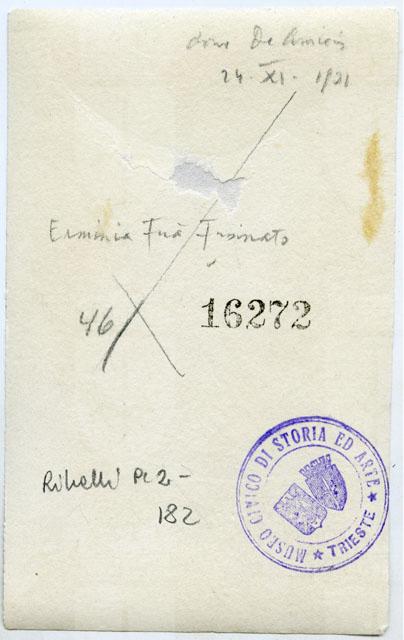 dono De Amicis
24 - XI - 1921
Erminia Fuà Fusinato
46
16272
Ribelli Pc 2-
182
MUSEO CIVICO DI STORIA ED ARTE
★ TRIESTE ★